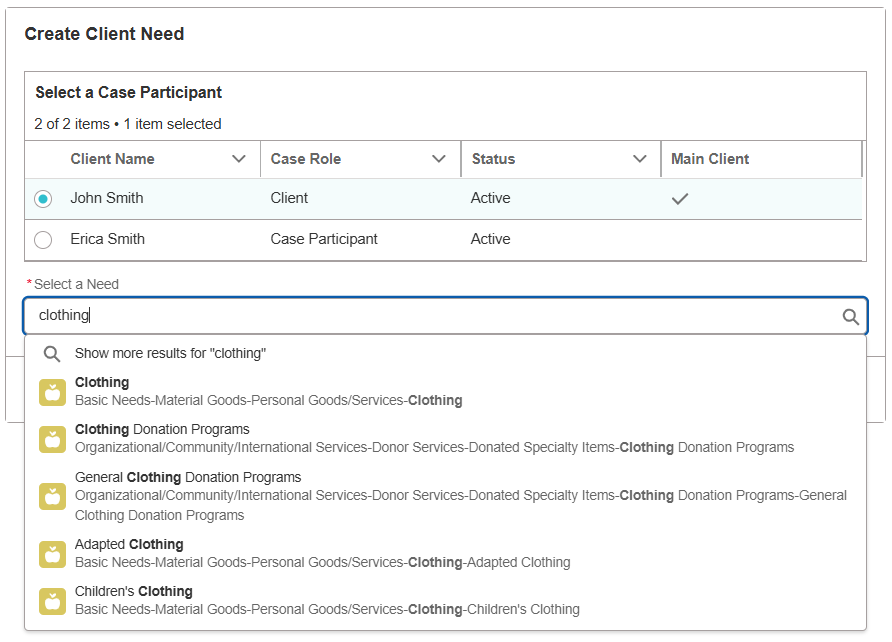 Create Client Need
Select a Case Participant
2 of 2 items • 1 item selected
Client Name Case Role Status Main Client
John Smith Client Active
Erica Smith Case Participant Active
*Select a Need
clothing
Show more results for "clothing"
Clothing
Basic Needs-Material Goods-Personal Goods/Services-Clothing
Clothing Donation Programs
Organizational/Community/International Services-Donor Services-Donated Specialty Items-Clothing Donation Programs
General Clothing Donation Programs
Organizational/Community/International Services-Donor Services-Donated Specialty Items-Clothing Donation Programs-General
Clothing Donation Programs
Adapted Clothing
Basic Needs-Material Goods-Personal Goods/Services-Clothing-Adapted Clothing
Children's Clothing
Basic Needs-Material Goods-Personal Goods/Services-Clothing-Children's Clothing